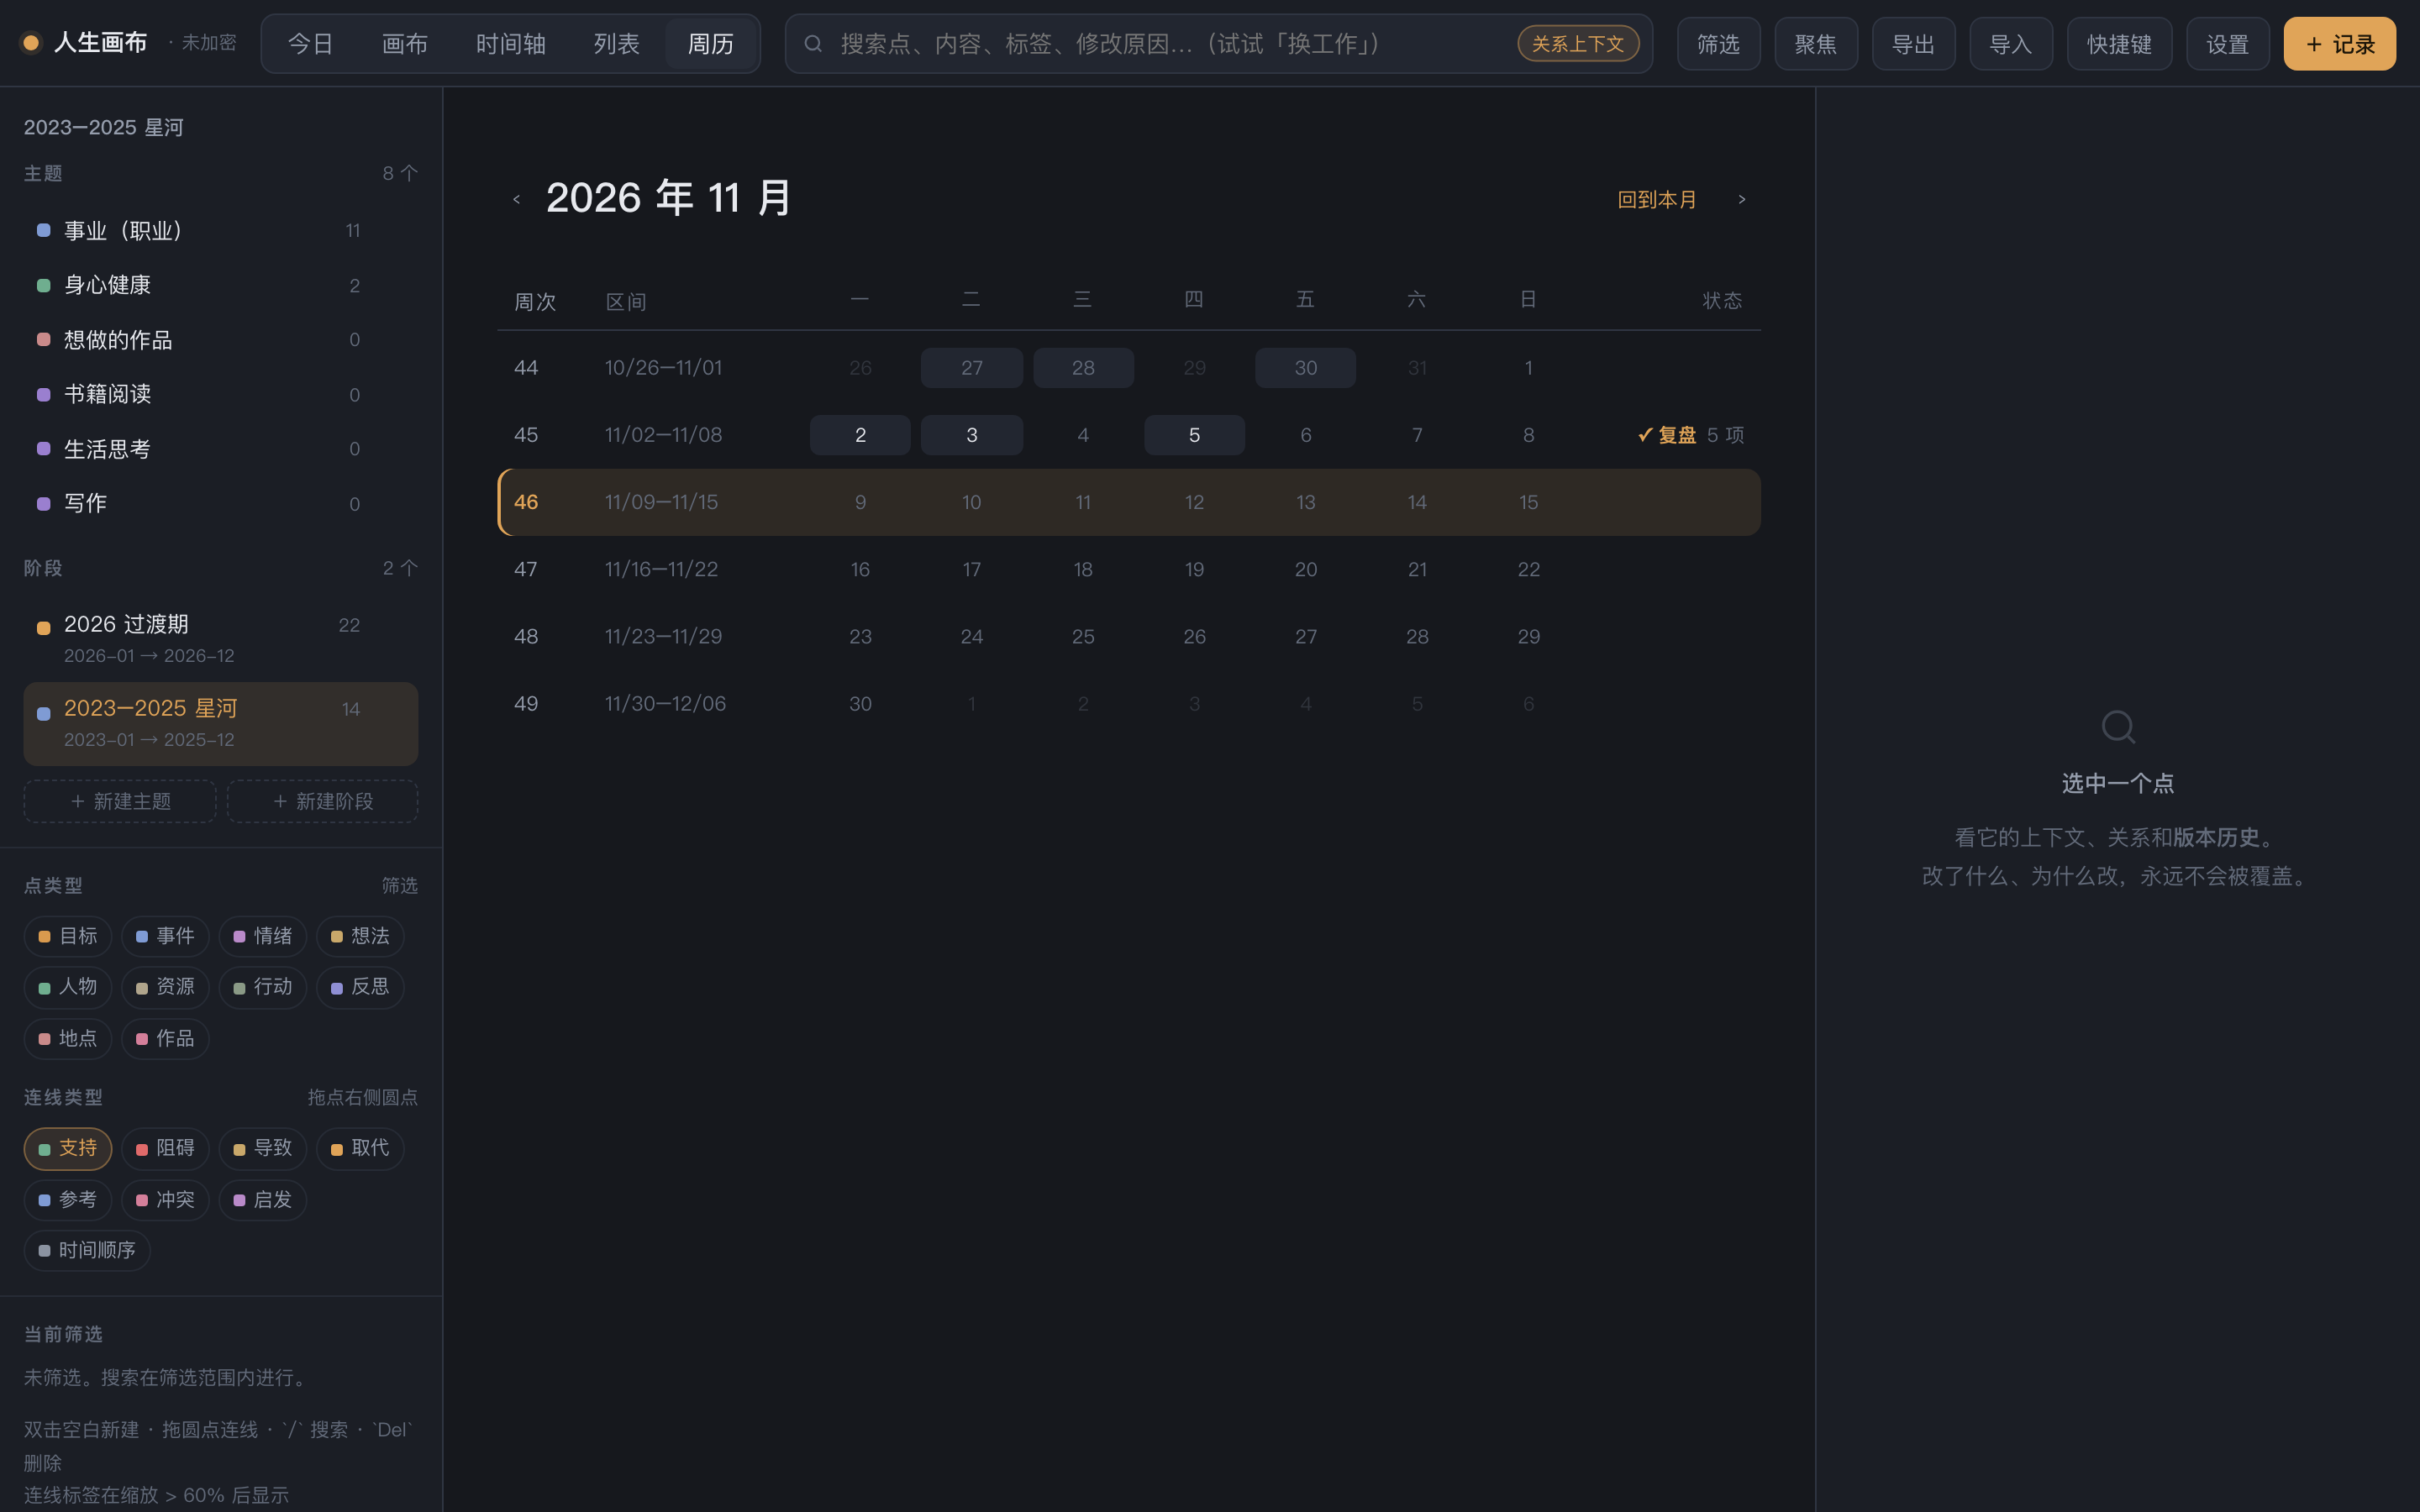 人生画布 · 未加密 今日 画布 时间轴 列表 周历 搜索点、内容、标签、修改原因...（试试「换工作」） 关系上下文 筛选 聚焦 导出 导入 快捷键 设置 ＋ 记录
2023—2025 星河
主题 8 个
事业（职业） 11
身心健康 2
想做的作品 0
书籍阅读 0
生活思考 0
写作 0
阶段 2 个
2026 过渡期 22
2026-01 → 2026-12
2023—2025 星河 14
2023-01 → 2025-12
＋ 新建主题 ＋ 新建阶段
点类型 筛选
目标 事件 情绪 想法
人物 资源 行动 反思
地点 作品
连线类型 拖点右侧圆点
支持 阻碍 导致 取代
参考 冲突 启发
时间顺序
当前筛选
未筛选。搜索在筛选范围内进行。
双击空白新建 · 拖圆点连线 · `/` 搜索 · `Del`
删除
连线标签在缩放 > 60% 后显示
‹ 2026 年 11 月 回到本月 ›
周次 区间 一 二 三 四 五 六 日 状态
44 10/26—11/01 26 27 28 29 30 31 1
45 11/02—11/08 2 3 4 5 6 7 8 ✓ 复盘 5 项
46 11/09—11/15 9 10 11 12 13 14 15
47 11/16—11/22 16 17 18 19 20 21 22
48 11/23—11/29 23 24 25 26 27 28 29
49 11/30—12/06 30 1 2 3 4 5 6
选中一个点
看它的上下文、关系和版本历史。
改了什么、为什么改，永远不会被覆盖。